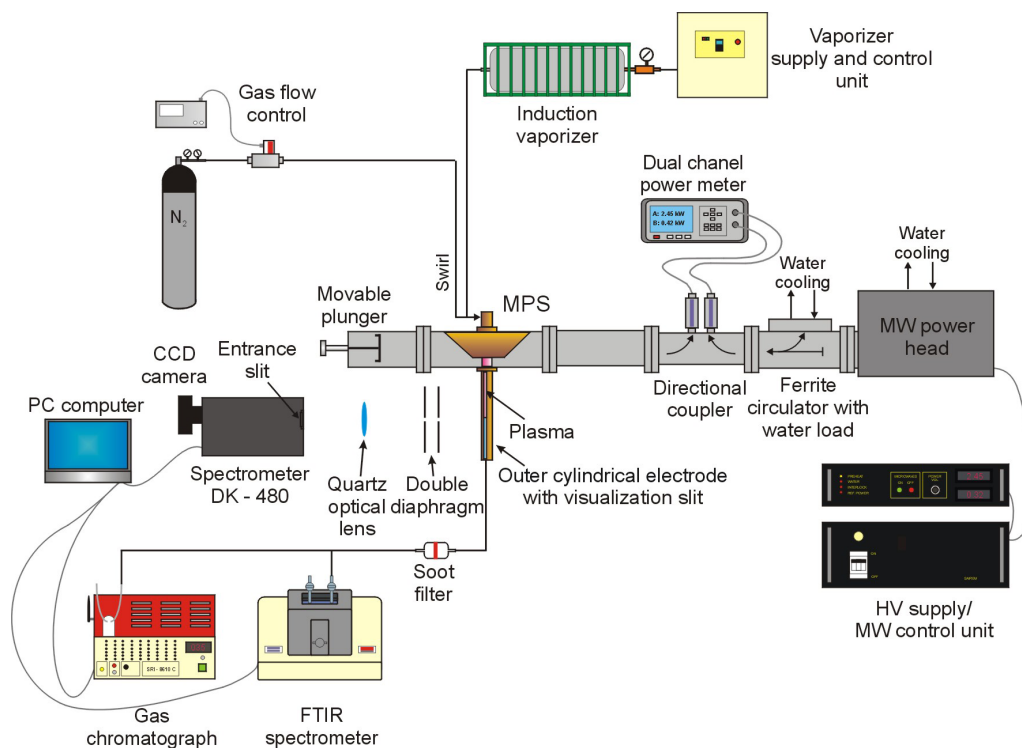 Vaporizer
supply and control
unit
Gas flow
control
Induction
vaporizer
Dual chanel
power meter
A: 2.45 kW
B: 0.42 kW
N2
Swirl
Water
cooling
Water
cooling
Movable
plunger
MPS
MW power
head
Entrance
slit
CCD
camera
PC computer
Directional
coupler
Ferrite
circulator with
water load
Plasma
Spectrometer
DK - 480
Quartz
optical
lens
Double
diaphragm
Outer cylindrical electrode
with visualization slit
Soot
filter
ON
OFF
HV supply/
MW control unit
SRI - 8610 C
Gas
chromatograph
FTIR
spectrometer